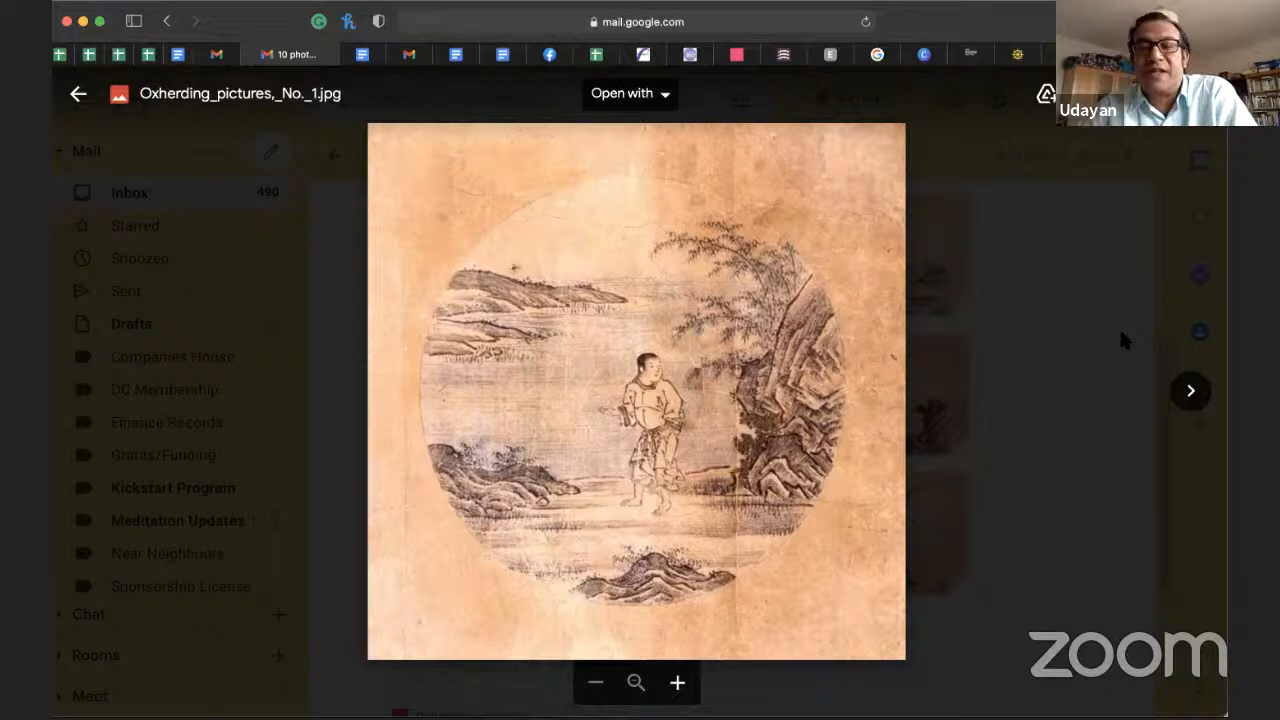 mail.google.com
10 phot...
Oxherding_pictures,_No._1.jpg
Open with
Udayan
Mail
Inbox
490
Starred
Snoozed
Sent
Drafts
Companies House
DC Membership
Finance Records
Grants/Funding
Kickstart Program
Meditation Updates
Near Neighbours
Sponsorship License
Chat
Rooms
Meet
zoom